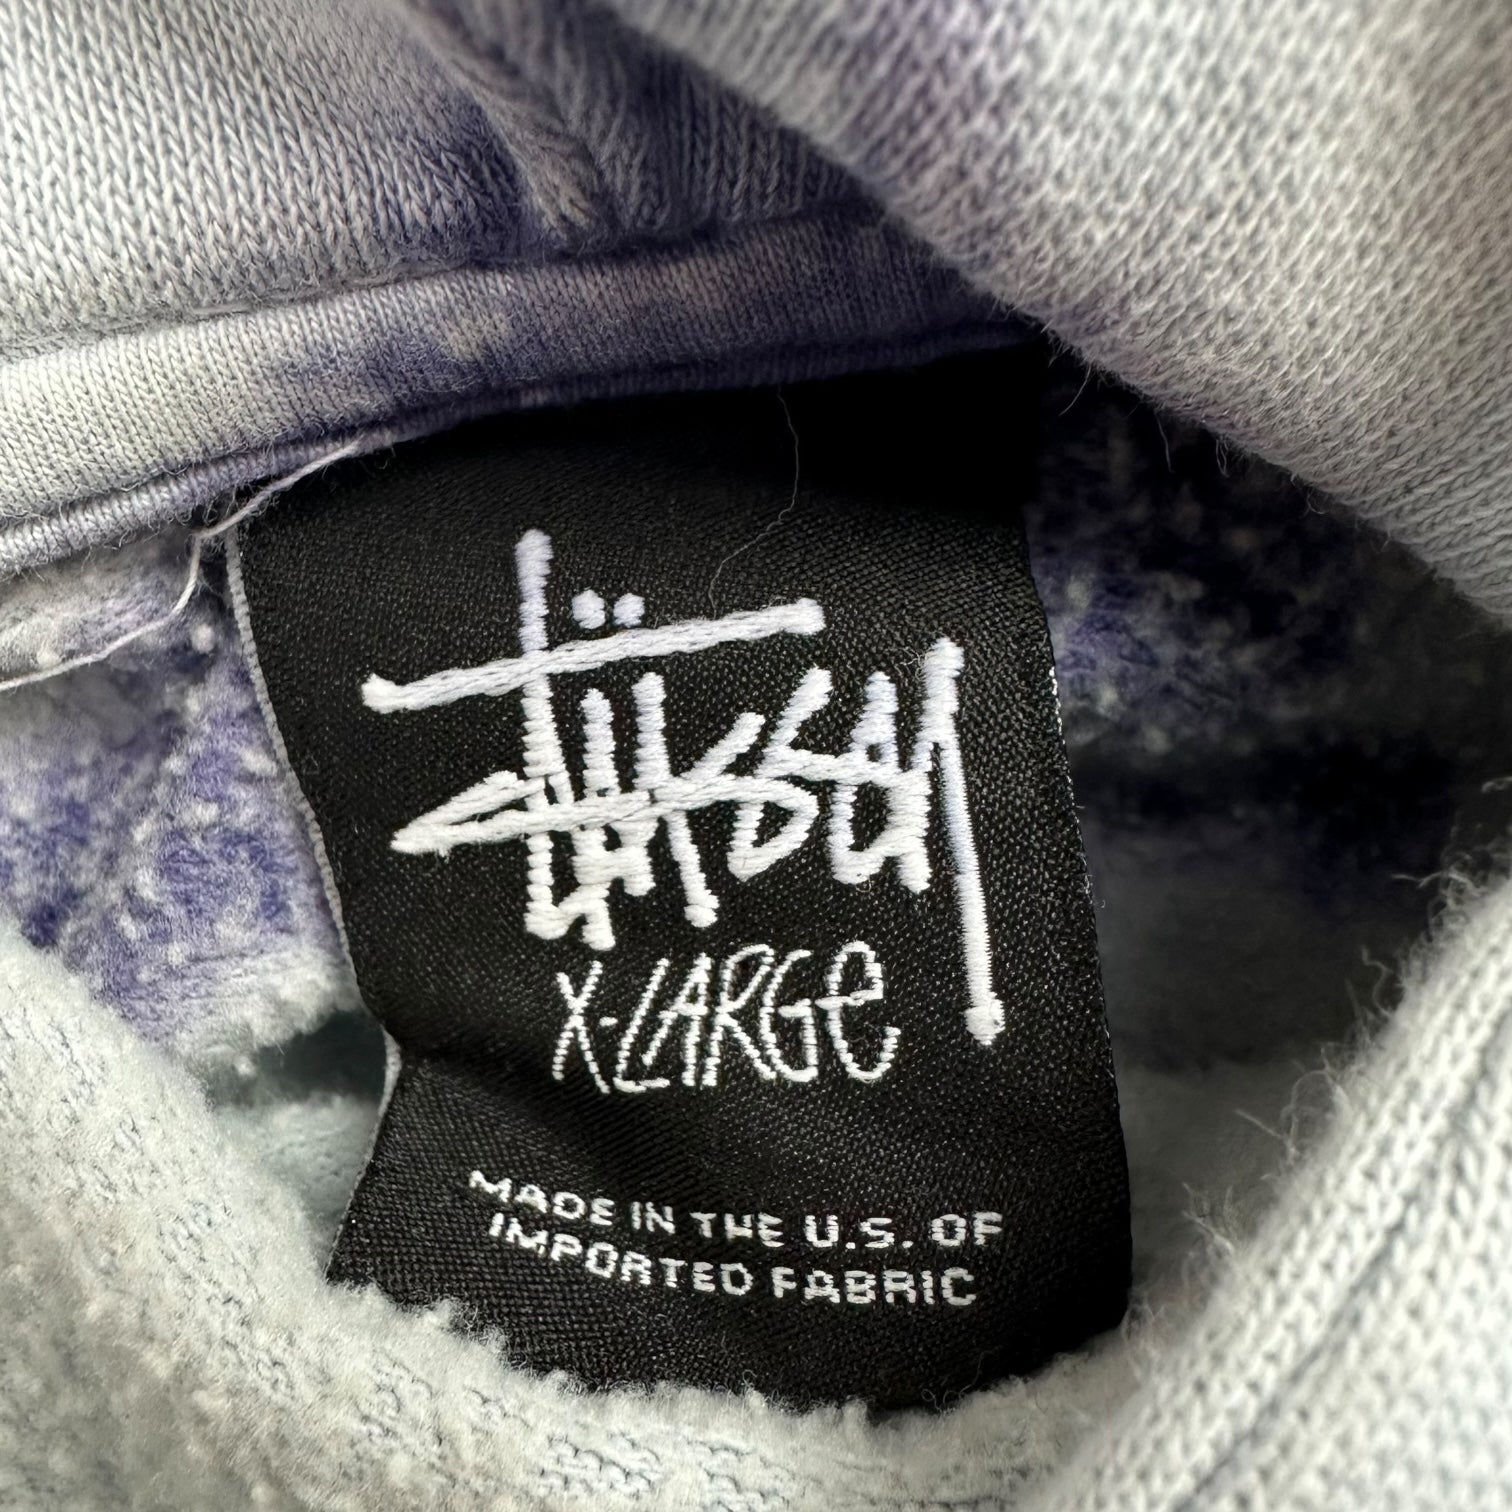 Stüssy
X-LARGe
MADE IN THE U.S. OF
IMPORTED FABRIC